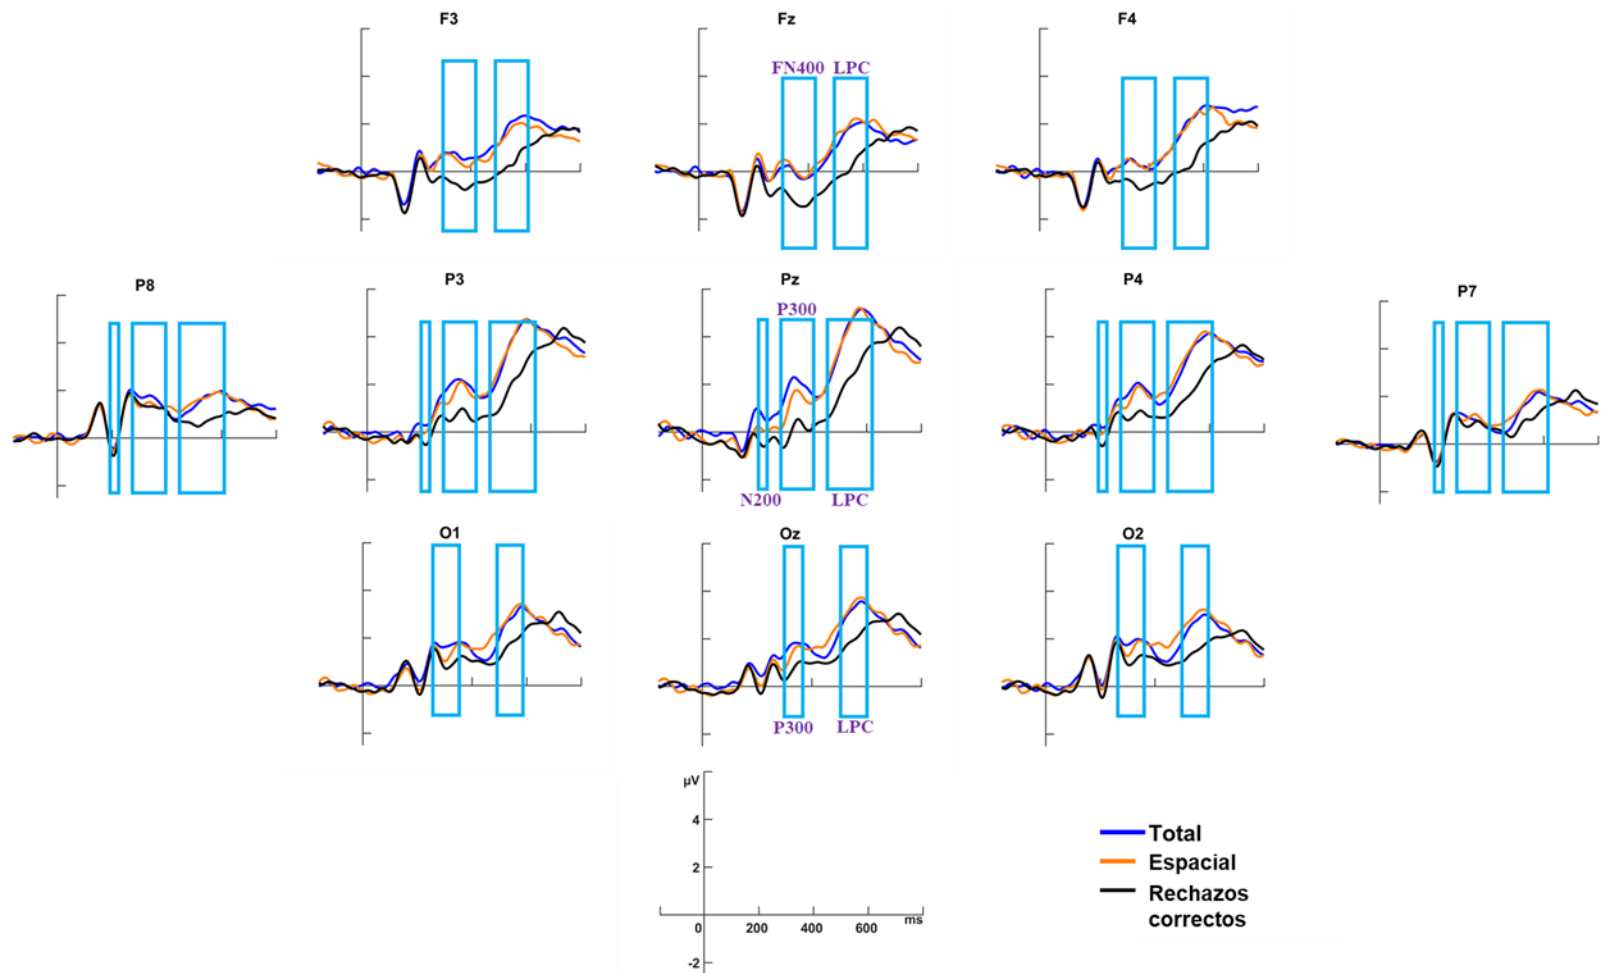 F3
Fz
F4
FN400 LPC
P8
P3
Pz
P4
P7
P300
N200
LPC
O1
Oz
O2
P300
LPC
µV
4
2
0
200
400
600
ms
-2
Total
Espacial
Rechazos
correctos